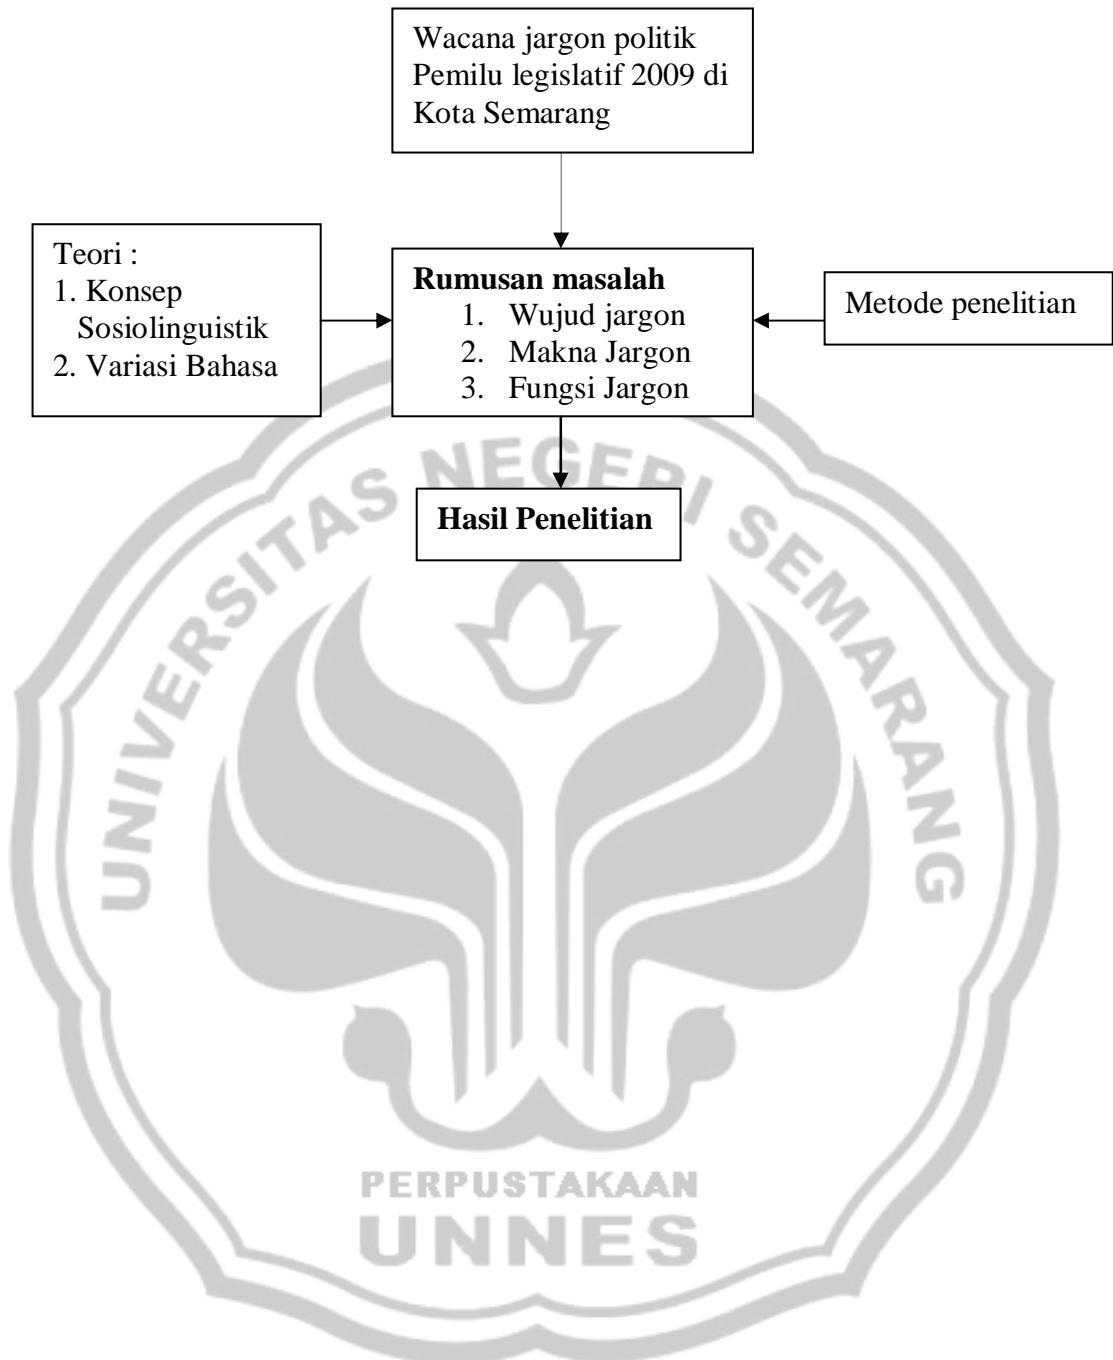 Wacana jargon politik
Pemilu legislatif 2009 di
Kota Semarang
Teori :
1. Konsep
Sosiolinguistik
2. Variasi Bahasa
Rumusan masalah
1. Wujud jargon
2. Makna Jargon
3. Fungsi Jargon
Metode penelitian
Hasil Penelitian
UNIVERSITAS NEGERI SEMARANG
PERPUSTAKAAN
UNNES